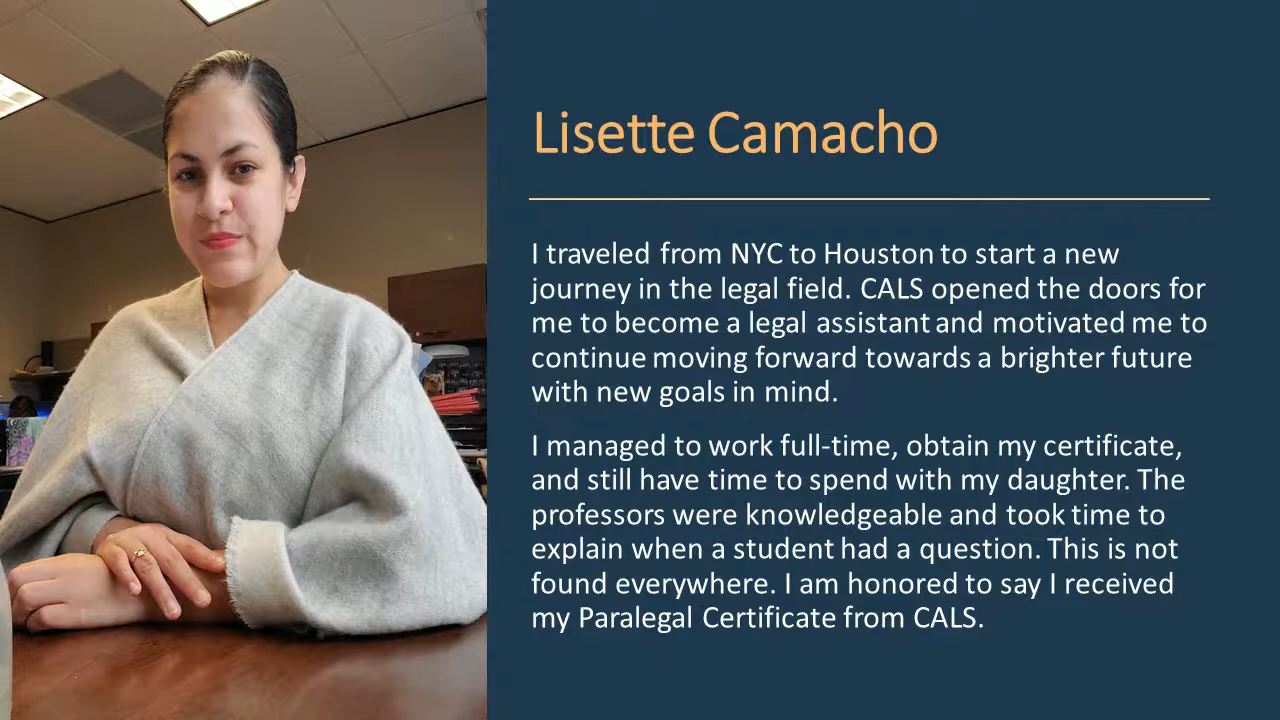 Lisette Camacho
I traveled from NYC to Houston to start a new
journey in the legal field. CALS opened the doors for
me to become a legal assistant and motivated me to
continue moving forward towards a brighter future
with new goals in mind.
I managed to work full-time, obtain my certificate,
and still have time to spend with my daughter. The
professors were knowledgeable and took time to
explain when a student had a question. This is not
found everywhere. I am honored to say I received
my Paralegal Certificate from CALS.